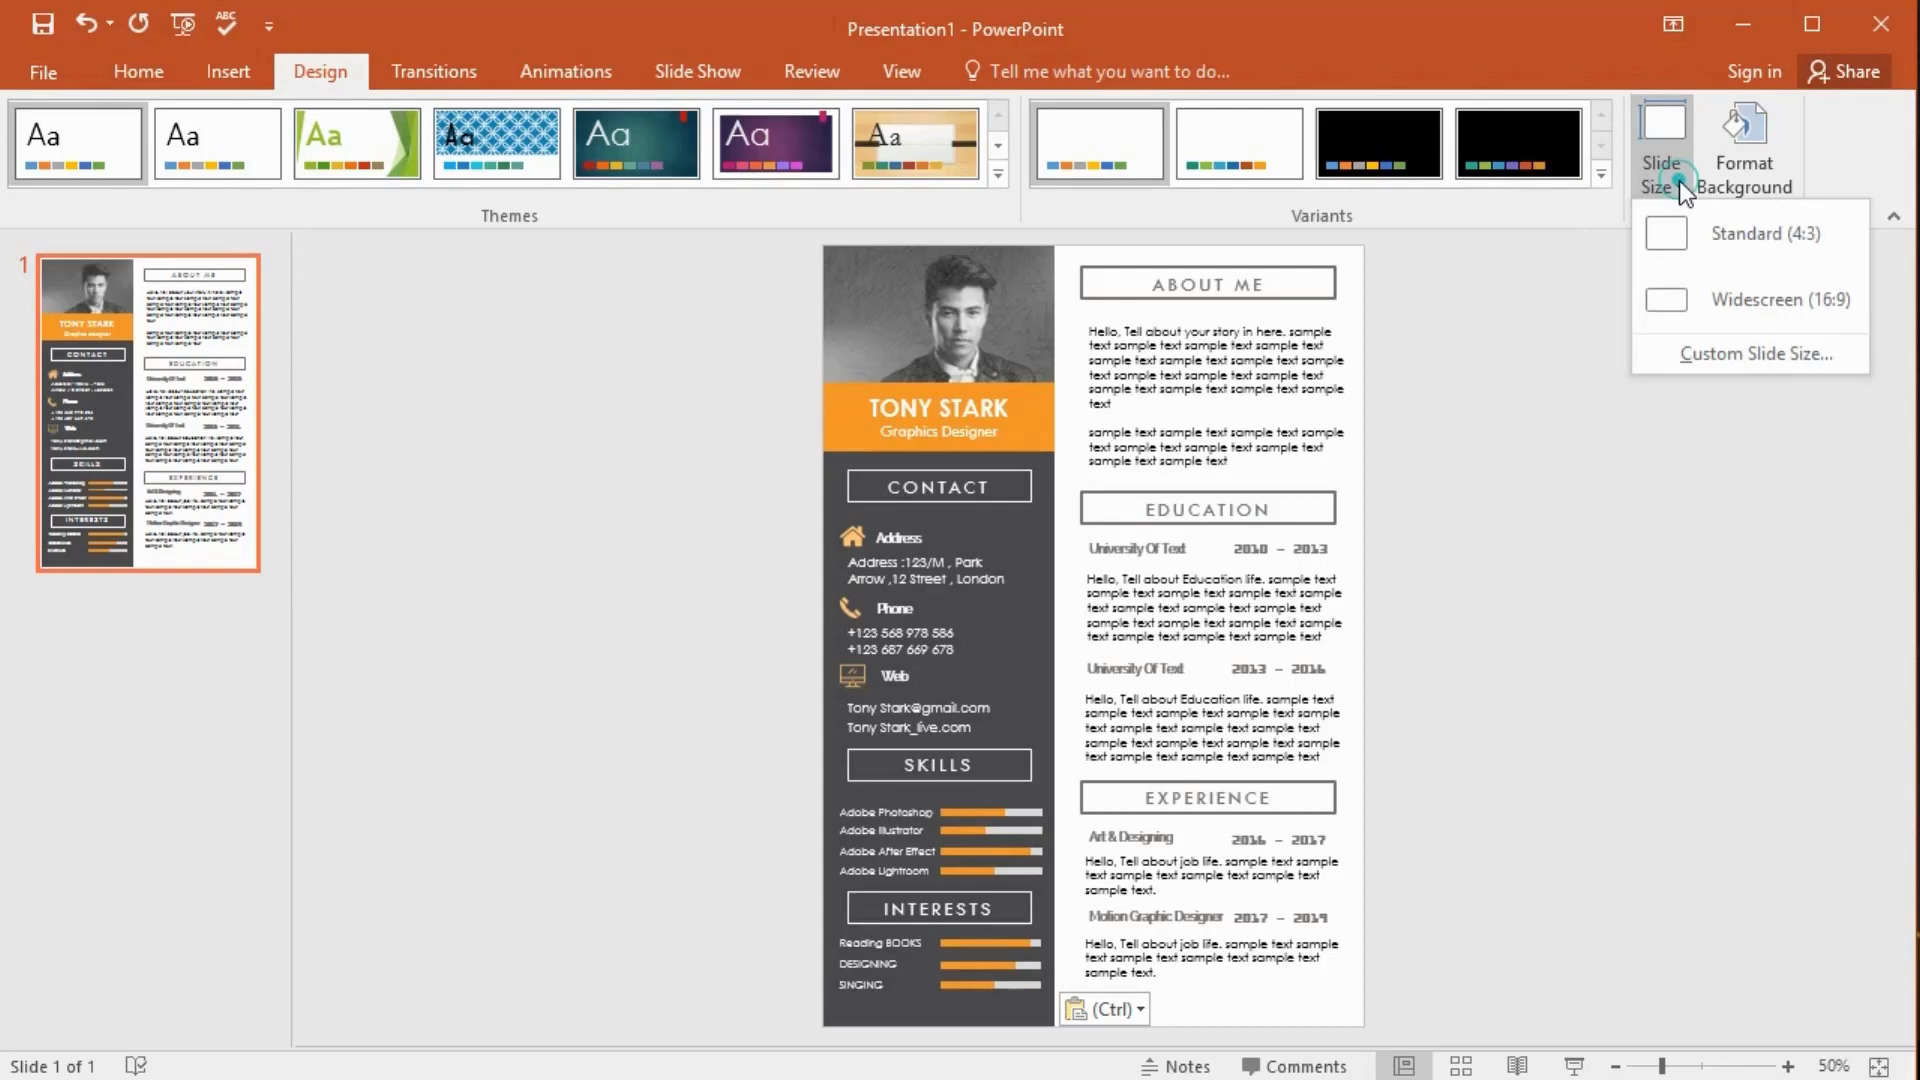 ABC
Presentation1 - PowerPoint
File
Home
Insert
Design
Transitions
Animations
Slide Show
Review
View
Tell me what you want to do...
Sign in
Share
Aa
Aa
Aa
Aa
Aa
Aa
Aa
Themes
Variants
Slide
Size
Format
Background
Standard (4:3)
Widescreen (16:9)
Custom Slide Size...
1
ABOUT ME
TONY STARK
Graphics Designer
CONTACT
EDUCATION
SKILLS
EXPERIENCE
INTERESTS
TONY STARK
Graphics Designer
CONTACT
Address
Address :123/M , Park
Arrow ,12 Street , London
Phone
+123 568 978 586
+123 687 669 678
Web
Tony Stark@gmail.com
Tony Stark_live.com
SKILLS
Adobe Photoshop
Adobe Illustrator
Adobe After Effect
Adobe Lightroom
INTERESTS
Reading BOOKS
DESIGNING
SINGING
ABOUT ME
Hello, Tell about your story in here. sample
text sample text sample text sample text
sample text sample text sample text sample
text sample text sample text sample text
sample text sample text sample text sample
text
sample text sample text sample text sample
text sample text sample text sample text
sample text sample text
EDUCATION
University Of Text 2010 - 2013
Hello, Tell about Education life. sample text
sample text sample text sample text sample
text sample text sample text sample text
sample text sample text sample text sample
text sample text sample text sample text
University Of Text 2013 - 2016
Hello, Tell about Education life. sample text
sample text sample text sample text sample
text sample text sample text sample text
sample text sample text sample text sample
text sample text sample text sample text
EXPERIENCE
Art & Designing 2016 - 2017
Hello, Tell about job life. sample text sample
text sample text sample text sample text
sample text.
Motion Graphic Designer 2017 - 2019
Hello, Tell about job life. sample text sample
text sample text sample text sample text
sample text.
(Ctrl)
Slide 1 of 1
Notes
Comments
50%